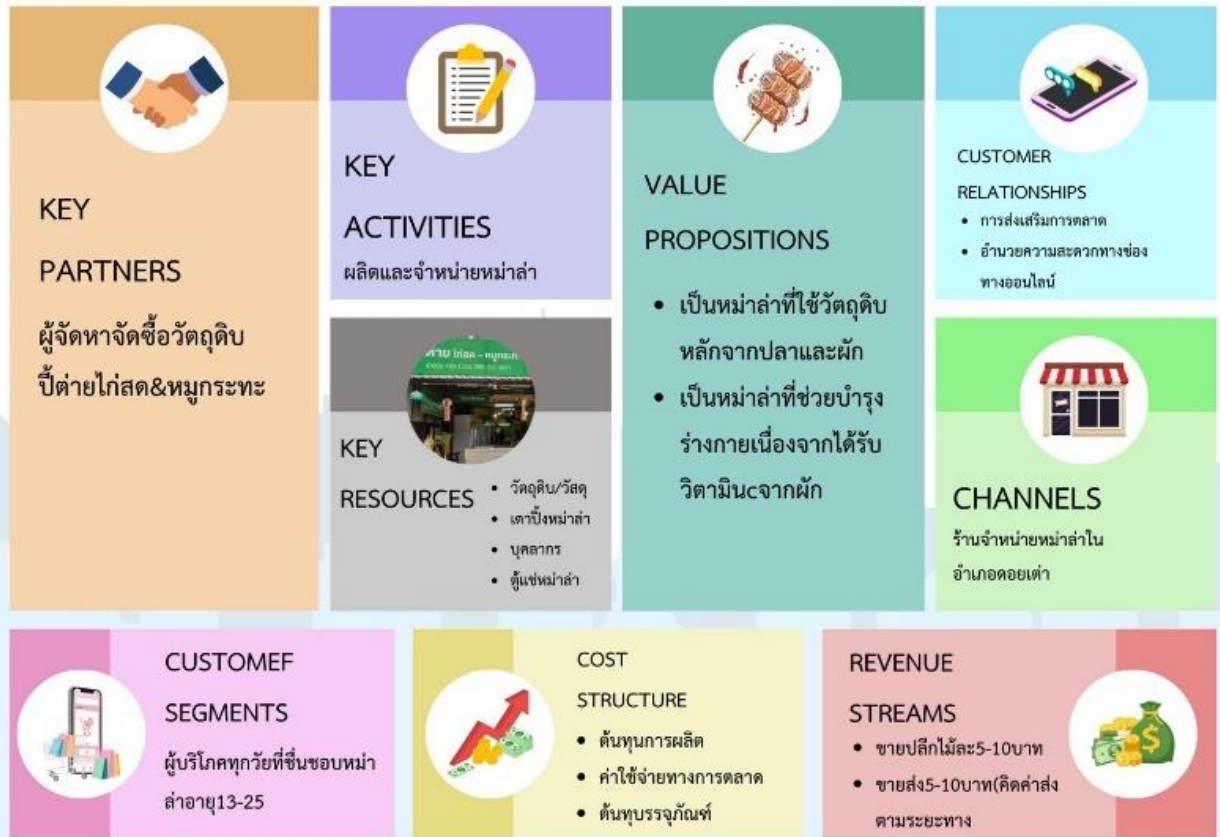 KEY
PARTNERS
ผู้จัดหาจัดซื้อวัตถุดิบ
ปี้ต่ายไก่สด&หมูกระทะ
KEY
ACTIVITIES
ผลิตและจำหน่ายหม่าล่า
KEY
RESOURCES
• วัตถุดิบ/วัสดุ
• เตาปิ้งหม่าล่า
• บุคลากร
• ตู้แช่หม่าล่า
VALUE
PROPOSITIONS
• เป็นหม่าล่าที่ใช้วัตถุดิบ
หลักจากปลาและผัก
• เป็นหม่าล่าที่ช่วยบำรุง
ร่างกายเนื่องจากได้รับ
วิตามินcจากผัก
CUSTOMER
RELATIONSHIPS
• การส่งเสริมการตลาด
• อำนวยความสะดวกทางช่อง
ทางออนไลน์
CHANNELS
ร้านจำหน่ายหม่าล่าใน
อำเภอดอยเต่า
CUSTOMEF
SEGMENTS
ผู้บริโภคทุกวัยที่ชื่นชอบหม่า
ล่าอายุ13-25
COST
STRUCTURE
• ต้นทุนการผลิต
• ค่าใช้จ่ายทางการตลาด
• ต้นทุบรรจุภัณฑ์
REVENUE
STREAMS
• ขายปลึกไม้ละ5-10บาท
• ขายส่ง5-10บาท(คิดค่าส่ง
ตามระยะทาง